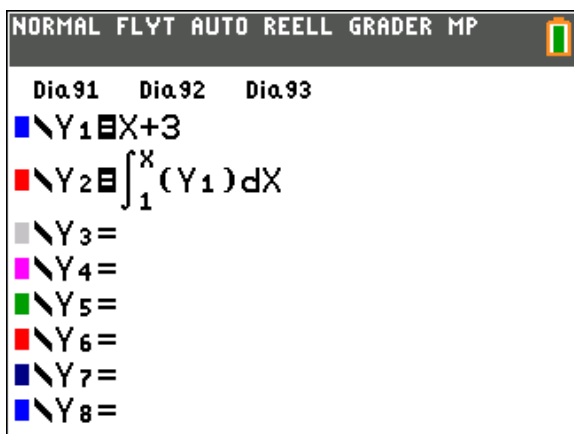 NORMAL FLYT AUTO REELL GRADER MP
Dia91 Dia92 Dia93
\Y₁=X+3
\Y₂=∫₁ˣ(Y₁)dX
\Y₃=
\Y₄=
\Y₅=
\Y₆=
\Y₇=
\Y₈=